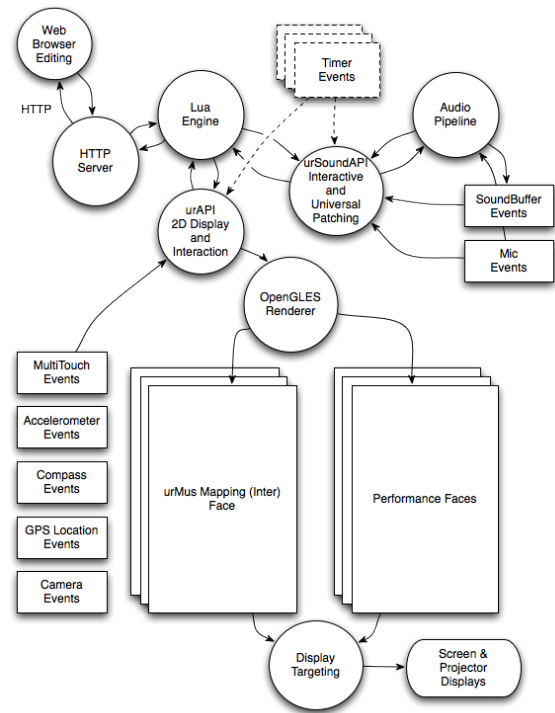 Web
Browser
Editing
HTTP
HTTP
Server
Lua
Engine
Timer
Events
Audio
Pipeline
urSoundAPI
Interactive
and
Universal
Patching
SoundBuffer
Events
Mic
Events
urAPI
2D Display
and
Interaction
OpenGLES
Renderer
MultiTouch
Events
Accelerometer
Events
Compass
Events
GPS Location
Events
Camera
Events
urMus Mapping (Inter)
Face
Performance Faces
Display
Targeting
Screen &
Projector
Displays